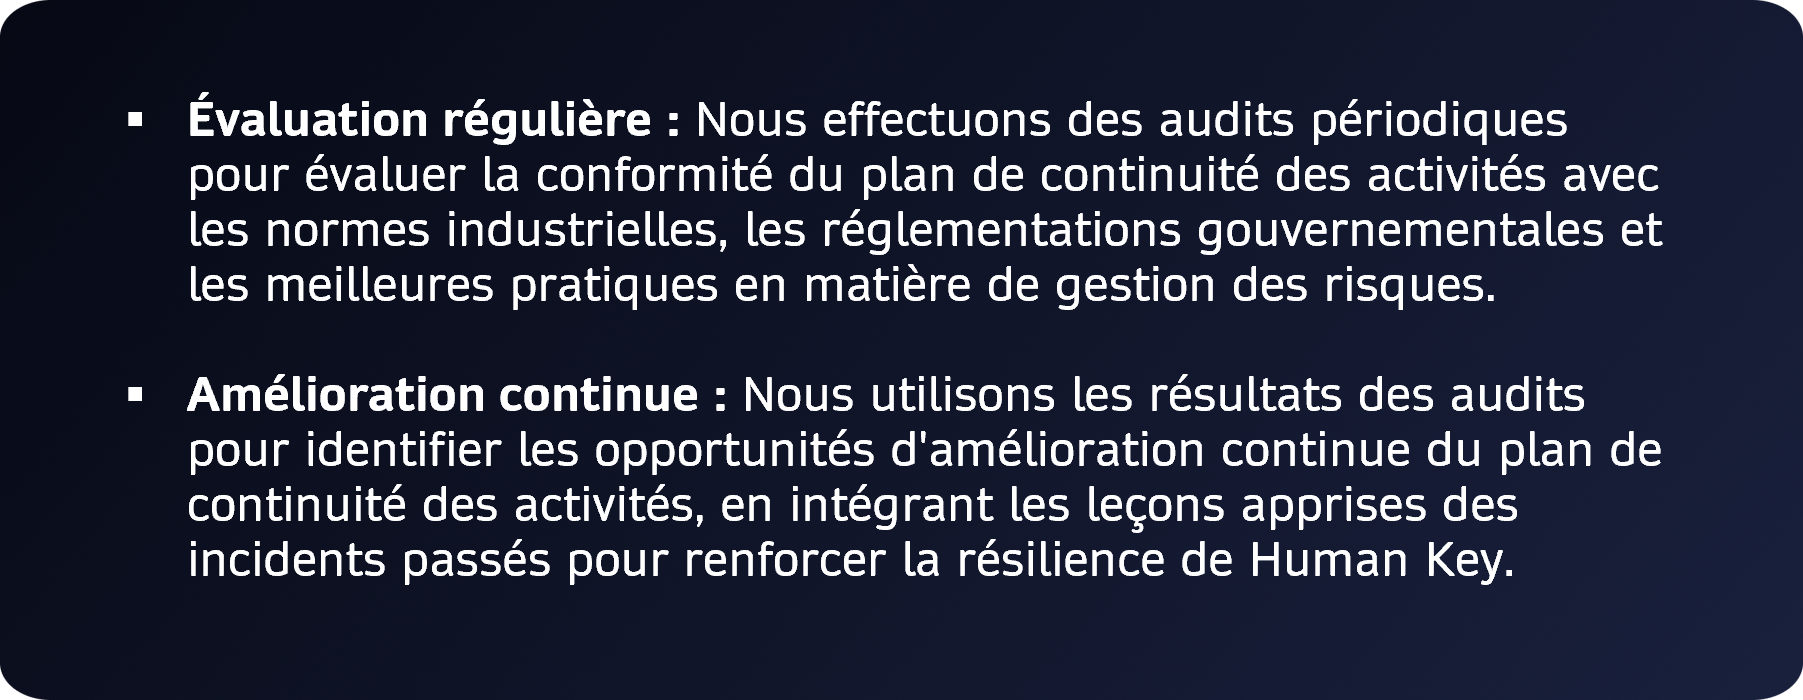 ▪ Évaluation régulière : Nous effectuons des audits périodiques
pour évaluer la conformité du plan de continuité des activités avec
les normes industrielles, les réglementations gouvernementales et
les meilleures pratiques en matière de gestion des risques.
▪ Amélioration continue : Nous utilisons les résultats des audits
pour identifier les opportunités d'amélioration continue du plan de
continuité des activités, en intégrant les leçons apprises des
incidents passés pour renforcer la résilience de Human Key.